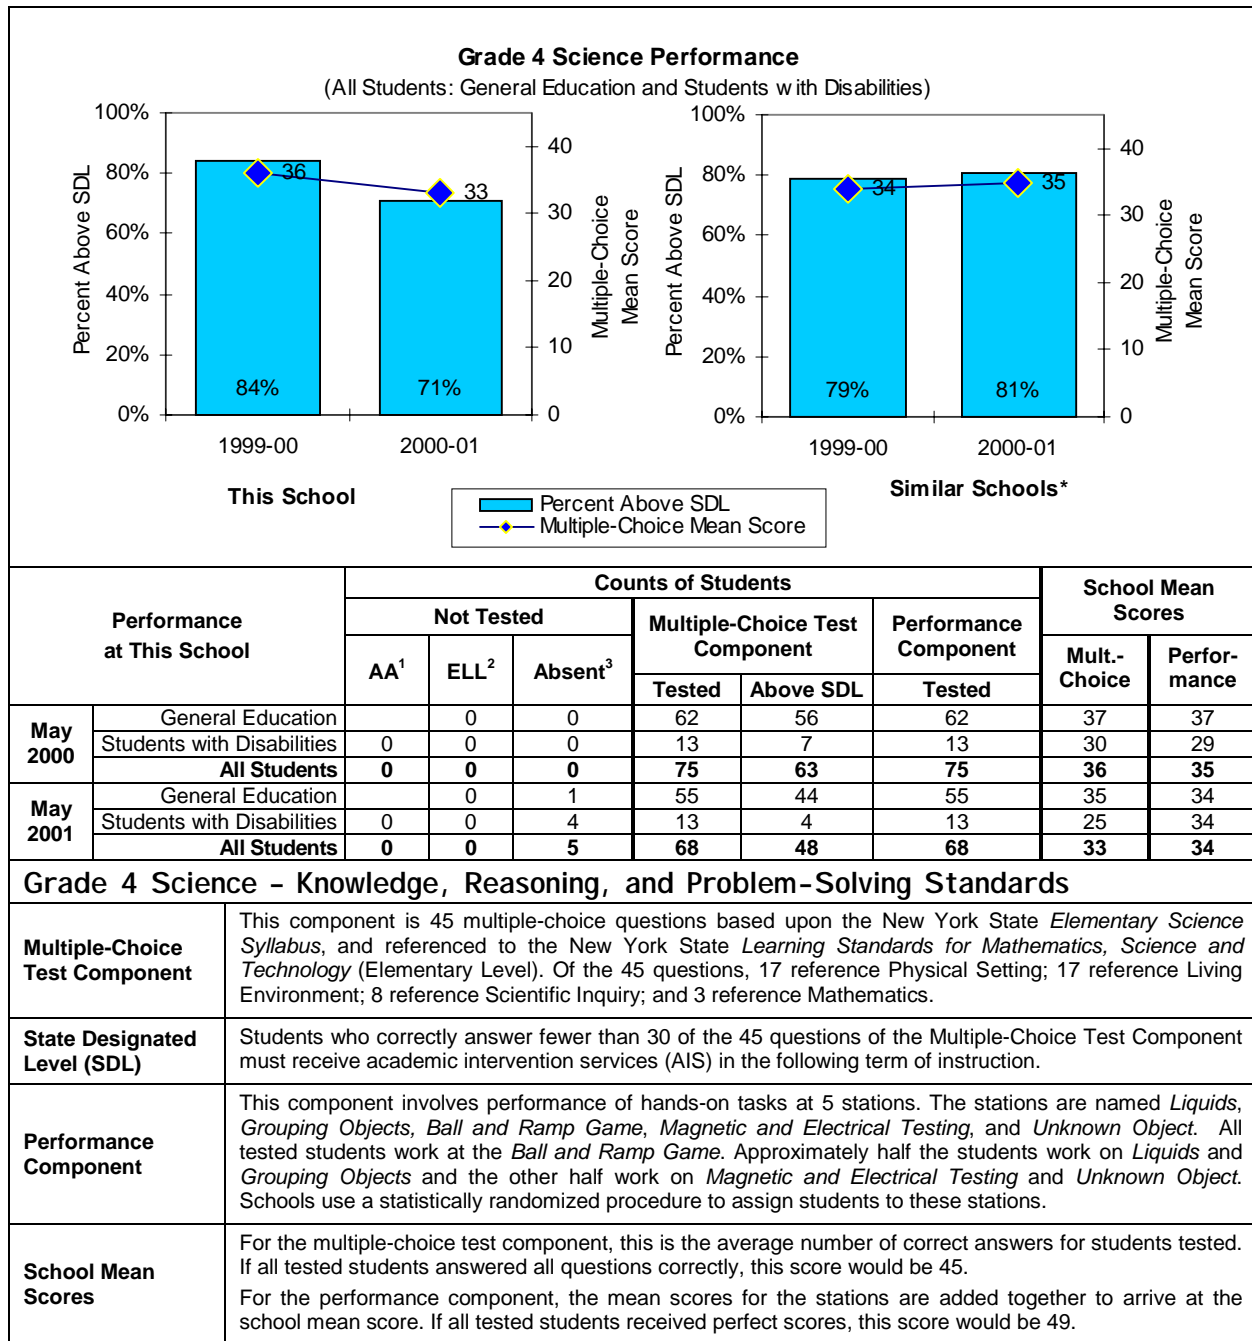 Grade 4 Science Performance
(All Students: General Education and Students with Disabilities)
100%
80%
60%
40%
20%
0%
Percent Above SDL
36
33
84%
71%
40
30
20
10
0
Multiple-Choice
Mean Score
1999-00
2000-01
This School
100%
80%
60%
40%
20%
0%
Percent Above SDL
34
35
79%
81%
40
30
20
10
0
Multiple-Choice
Mean Score
1999-00
2000-01
Similar Schools*
Percent Above SDL
Multiple-Choice Mean Score
Performance
at This School
Counts of Students
School Mean
Scores
Not Tested
Multiple-Choice Test
Component
Performance
Component
Mult.-
Choice
Perfor-
mance
AA1 ELL2 Absent3
Tested Above SDL Tested
May
2000
General Education 0 0 62 56 62 37 37
Students with Disabilities 0 0 0 13 7 13 30 29
All Students 0 0 0 75 63 75 36 35
May
2001
General Education 0 1 55 44 55 35 34
Students with Disabilities 0 0 4 13 4 13 25 34
All Students 0 0 5 68 48 68 33 34
Grade 4 Science – Knowledge, Reasoning, and Problem-Solving Standards
Multiple-Choice
Test Component
This component is 45 multiple-choice questions based upon the New York State Elementary Science
Syllabus, and referenced to the New York State Learning Standards for Mathematics, Science and
Technology (Elementary Level). Of the 45 questions, 17 reference Physical Setting; 17 reference Living
Environment; 8 reference Scientific Inquiry; and 3 reference Mathematics.
State Designated
Level (SDL)
Students who correctly answer fewer than 30 of the 45 questions of the Multiple-Choice Test Component
must receive academic intervention services (AIS) in the following term of instruction.
Performance
Component
This component involves performance of hands-on tasks at 5 stations. The stations are named Liquids,
Grouping Objects, Ball and Ramp Game, Magnetic and Electrical Testing, and Unknown Object. All
tested students work at the Ball and Ramp Game. Approximately half the students work on Liquids and
Grouping Objects and the other half work on Magnetic and Electrical Testing and Unknown Object.
Schools use a statistically randomized procedure to assign students to these stations.
School Mean
Scores
For the multiple-choice test component, this is the average number of correct answers for students tested.
If all tested students answered all questions correctly, this score would be 45.
For the performance component, the mean scores for the stations are added together to arrive at the
school mean score. If all tested students received perfect scores, this score would be 49.